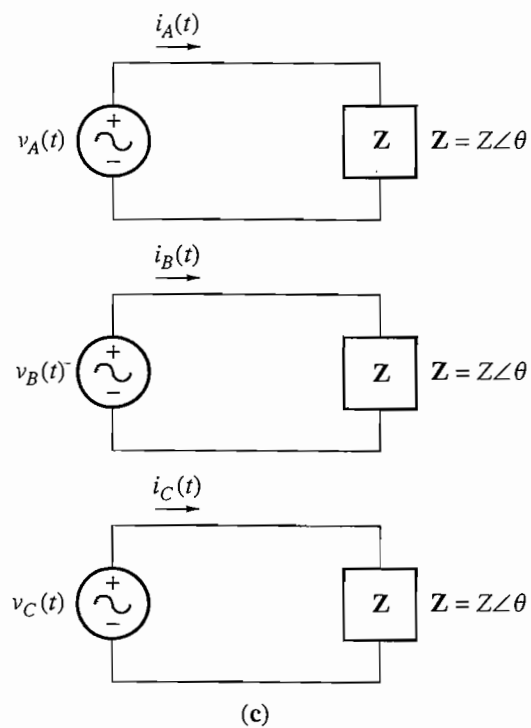 i_A(t)
+
v_A(t)
−
Z
Z = Z∠θ
i_B(t)
+
v_B(t)
−
Z
Z = Z∠θ
i_C(t)
+
v_C(t)
−
Z
Z = Z∠θ
(c)